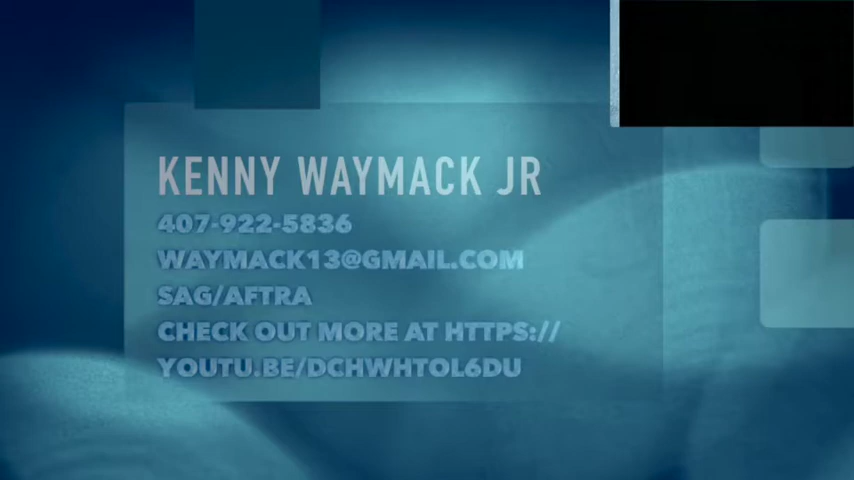 KENNY WAYMACK JR
407-922-5836
WAYMACK13@GMAIL.COM
SAG/AFTRA
CHECK OUT MORE AT HTTPS://
YOUTU.BE/DCHWHTOL6DU